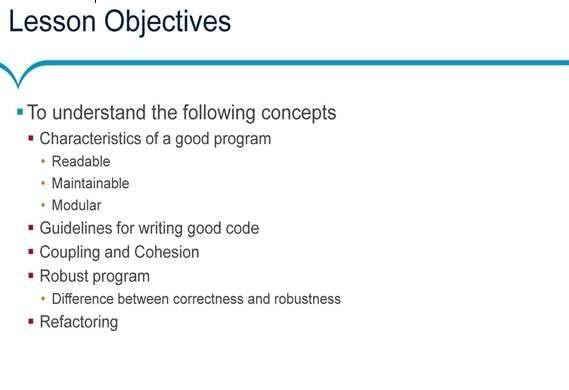 Lesson Objectives
To understand the following concepts
Characteristics of a good program
Readable
Maintainable
Modular
Guidelines for writing good code
Coupling and Cohesion
Robust program
Difference between correctness and robustness
Refactoring